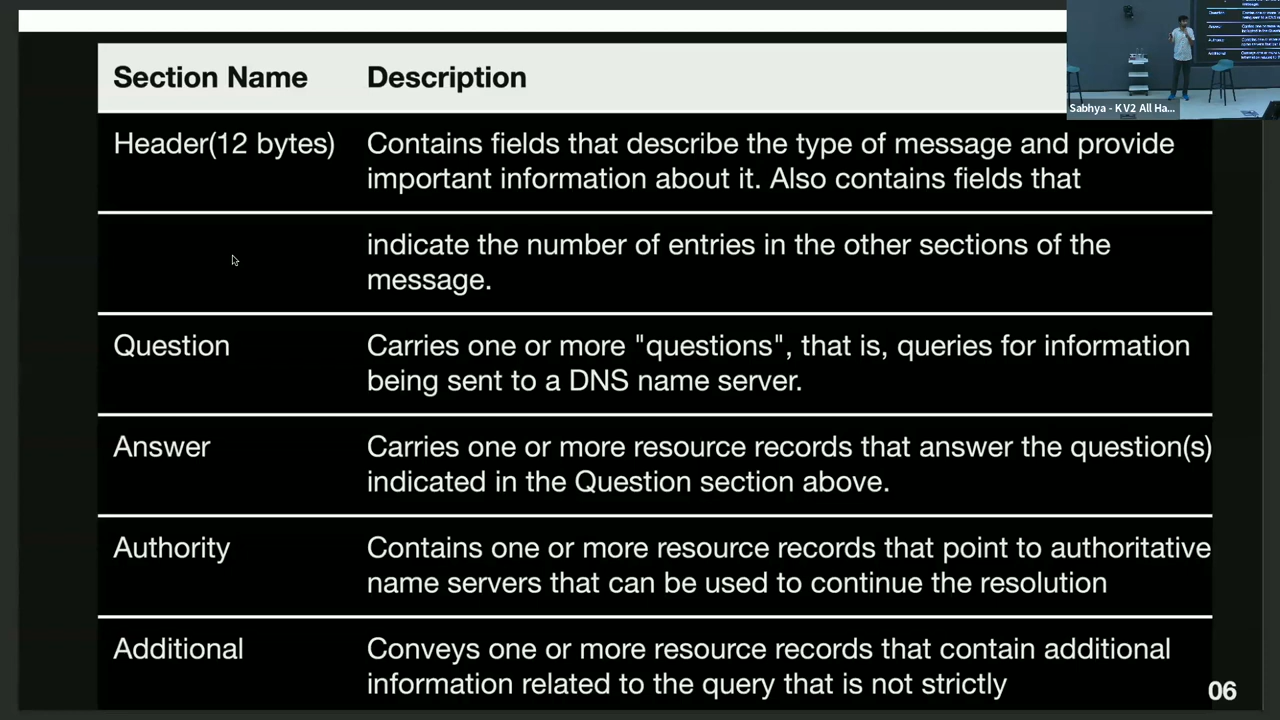 Section Name Description
Header(12 bytes) Contains fields that describe the type of message and provide
important information about it. Also contains fields that
indicate the number of entries in the other sections of the
message.
Question Carries one or more "questions", that is, queries for information
being sent to a DNS name server.
Answer Carries one or more resource records that answer the question(s)
indicated in the Question section above.
Authority Contains one or more resource records that point to authoritative
name servers that can be used to continue the resolution
Additional Conveys one or more resource records that contain additional
information related to the query that is not strictly
06
Sabhya - KV2 All Ha...